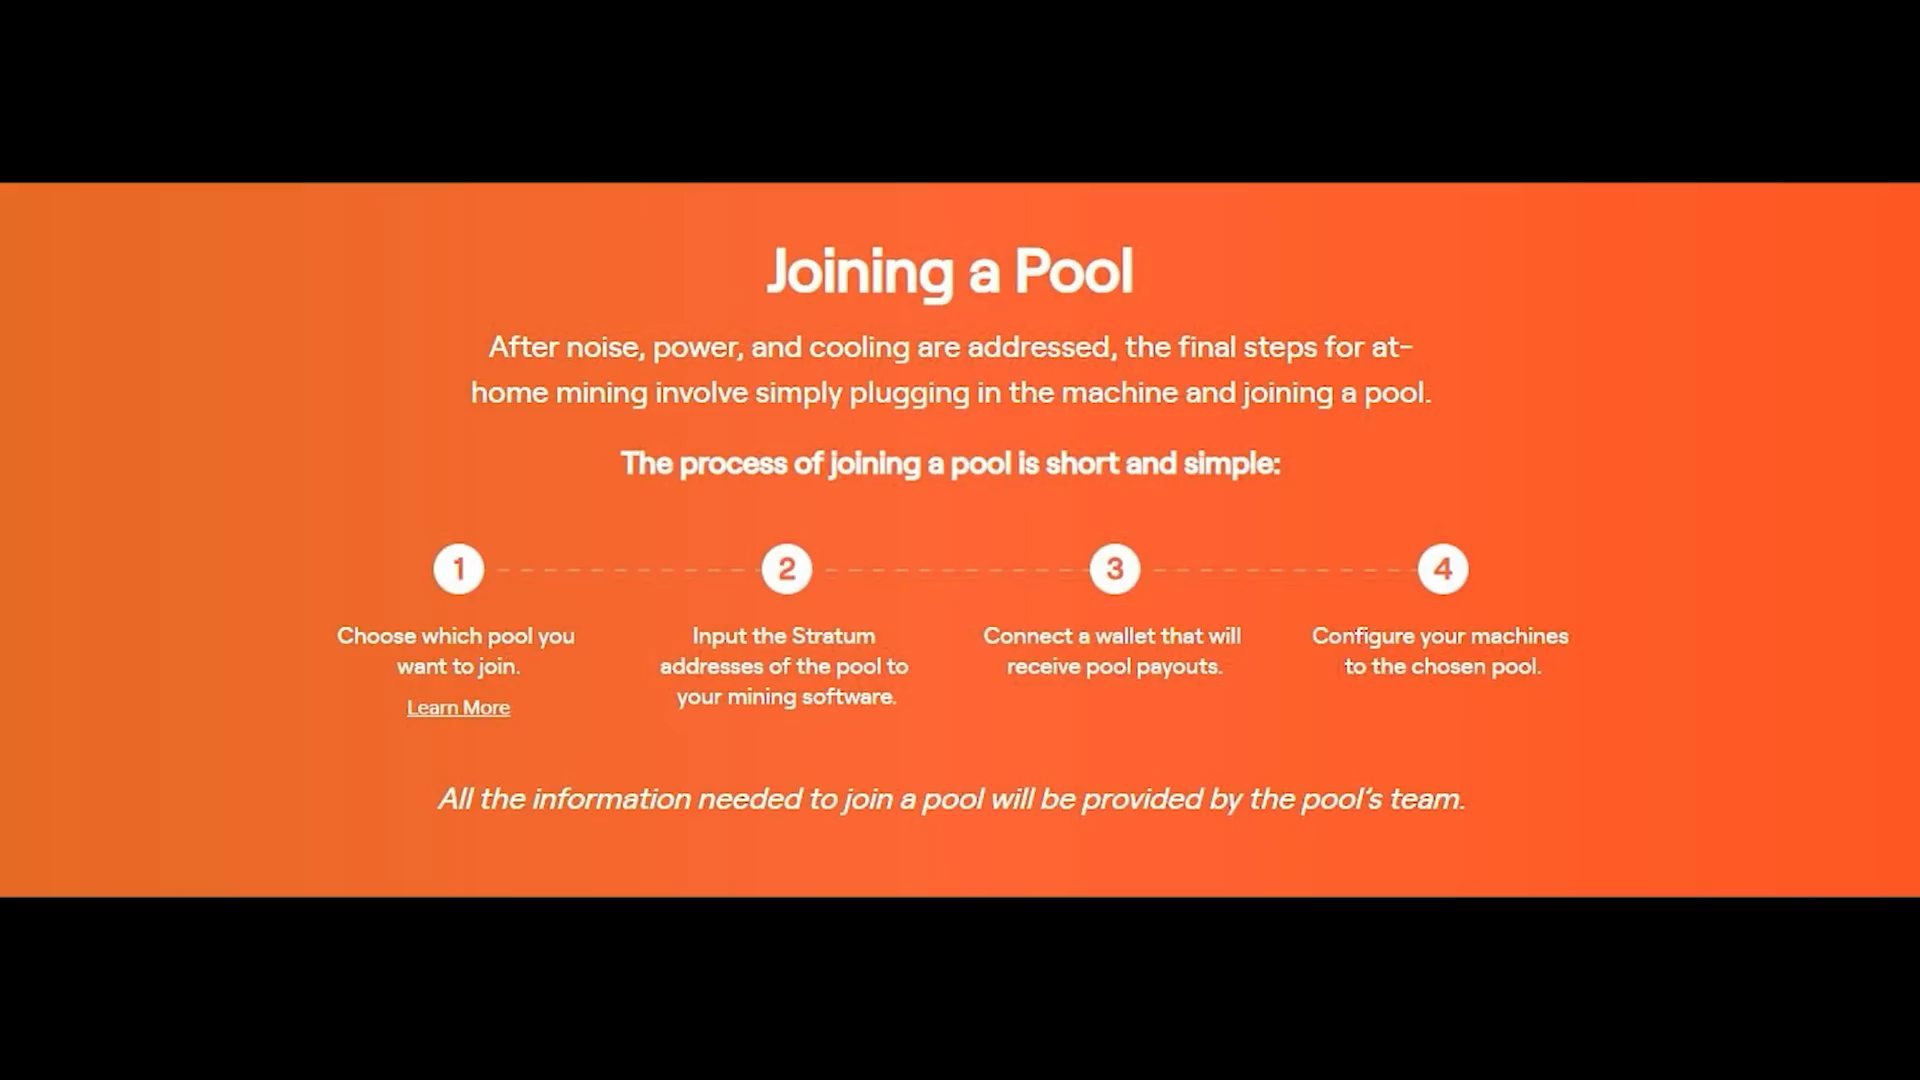 Joining a Pool
After noise, power, and cooling are addressed, the final steps for at-
home mining involve simply plugging in the machine and joining a pool.
The process of joining a pool is short and simple:
1
Choose which pool you
want to join.
Learn More
2
Input the Stratum
addresses of the pool to
your mining software.
3
Connect a wallet that will
receive pool payouts.
4
Configure your machines
to the chosen pool.
All the information needed to join a pool will be provided by the pool's team.